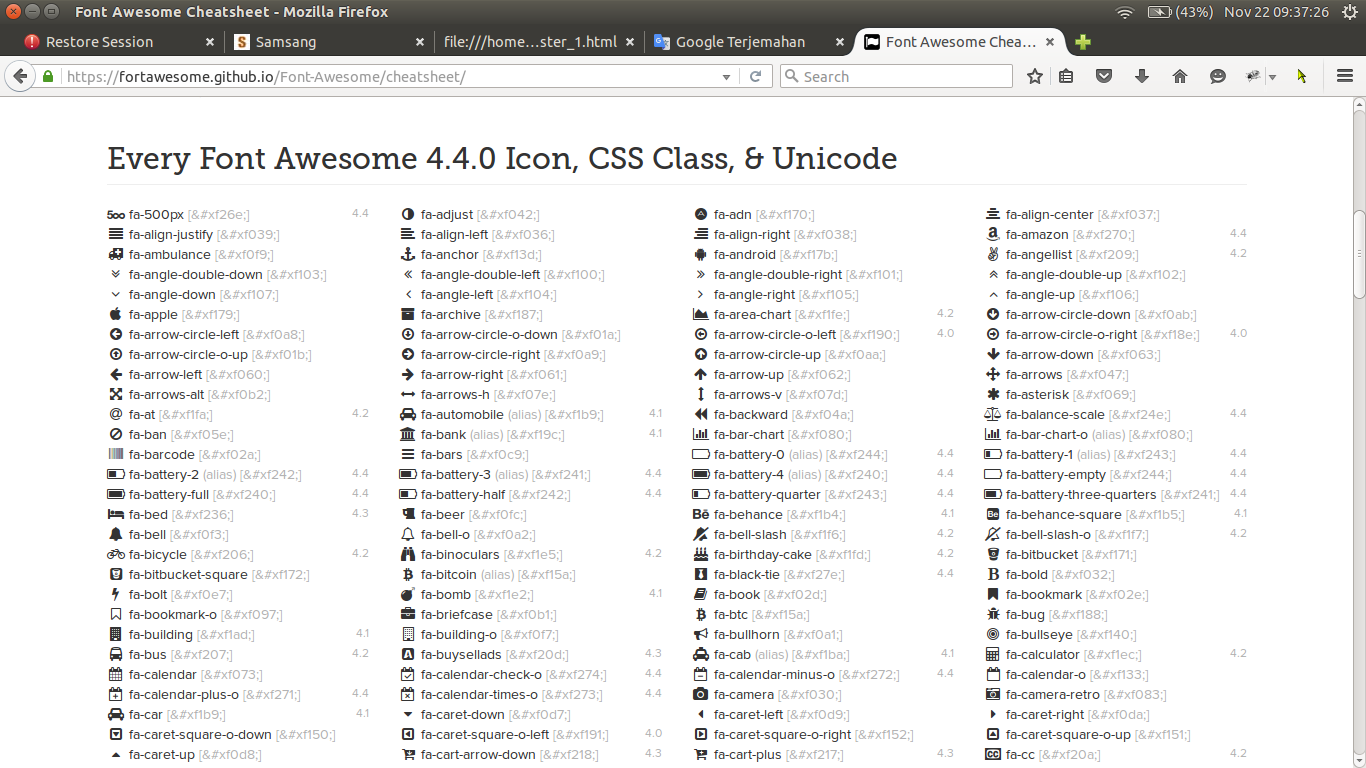 Font Awesome Cheatsheet - Mozilla Firefox (43%) Nov 22 09:37:26
Restore Session Samsang file:///home...ster_1.html Google Terjemahan Font Awesome Chea...
https://fortawesome.github.io/Font-Awesome/cheatsheet/ Search
Every Font Awesome 4.4.0 Icon, CSS Class, & Unicode
fa-500px [&#xf26e;] 4.4 fa-adjust [&#xf042;] fa-adn [&#xf170;] fa-align-center [&#xf037;]
fa-align-justify [&#xf039;] fa-align-left [&#xf036;] fa-align-right [&#xf038;] fa-amazon [&#xf270;] 4.4
fa-ambulance [&#xf0f9;] fa-anchor [&#xf13d;] fa-android [&#xf17b;] fa-angellist [&#xf209;] 4.2
fa-angle-double-down [&#xf103;] fa-angle-double-left [&#xf100;] fa-angle-double-right [&#xf101;] fa-angle-double-up [&#xf102;]
fa-angle-down [&#xf107;] fa-angle-left [&#xf104;] fa-angle-right [&#xf105;] fa-angle-up [&#xf106;]
fa-apple [&#xf179;] fa-archive [&#xf187;] fa-area-chart [&#xf1fe;] 4.2 fa-arrow-circle-down [&#xf0ab;]
fa-arrow-circle-left [&#xf0a8;] fa-arrow-circle-o-down [&#xf01a;] fa-arrow-circle-o-left [&#xf190;] 4.0 fa-arrow-circle-o-right [&#xf18e;] 4.0
fa-arrow-circle-o-up [&#xf01b;] fa-arrow-circle-right [&#xf0a9;] fa-arrow-circle-up [&#xf0aa;] fa-arrow-down [&#xf063;]
fa-arrow-left [&#xf060;] fa-arrow-right [&#xf061;] fa-arrow-up [&#xf062;] fa-arrows [&#xf047;]
fa-arrows-alt [&#xf0b2;] fa-arrows-h [&#xf07e;] fa-arrows-v [&#xf07d;] fa-asterisk [&#xf069;]
fa-at [&#xf1fa;] 4.2 fa-automobile (alias) [&#xf1b9;] 4.1 fa-backward [&#xf04a;] fa-balance-scale [&#xf24e;] 4.4
fa-ban [&#xf05e;] fa-bank (alias) [&#xf19c;] 4.1 fa-bar-chart [&#xf080;] fa-bar-chart-o (alias) [&#xf080;]
fa-barcode [&#xf02a;] fa-bars [&#xf0c9;] fa-battery-0 (alias) [&#xf244;] 4.4 fa-battery-1 (alias) [&#xf243;] 4.4
fa-battery-2 (alias) [&#xf242;] 4.4 fa-battery-3 (alias) [&#xf241;] 4.4 fa-battery-4 (alias) [&#xf240;] 4.4 fa-battery-empty [&#xf244;] 4.4
fa-battery-full [&#xf240;] 4.4 fa-battery-half [&#xf242;] 4.4 fa-battery-quarter [&#xf243;] 4.4 fa-battery-three-quarters [&#xf241;] 4.4
fa-bed [&#xf236;] 4.3 fa-beer [&#xf0fc;] fa-behance [&#xf1b4;] 4.1 fa-behance-square [&#xf1b5;] 4.1
fa-bell [&#xf0f3;] fa-bell-o [&#xf0a2;] fa-bell-slash [&#xf1f6;] 4.2 fa-bell-slash-o [&#xf1f7;] 4.2
fa-bicycle [&#xf206;] 4.2 fa-binoculars [&#xf1e5;] 4.2 fa-birthday-cake [&#xf1fd;] 4.2 fa-bitbucket [&#xf171;]
fa-bitbucket-square [&#xf172;] fa-bitcoin (alias) [&#xf15a;] fa-black-tie [&#xf27e;] 4.4 fa-bold [&#xf032;]
fa-bolt [&#xf0e7;] fa-bomb [&#xf1e2;] 4.1 fa-book [&#xf02d;] fa-bookmark [&#xf02e;]
fa-bookmark-o [&#xf097;] fa-briefcase [&#xf0b1;] fa-btc [&#xf15a;] fa-bug [&#xf188;]
fa-building [&#xf1ad;] 4.1 fa-building-o [&#xf0f7;] fa-bullhorn [&#xf0a1;] fa-bullseye [&#xf140;]
fa-bus [&#xf207;] 4.2 fa-buysellads [&#xf20d;] 4.3 fa-cab (alias) [&#xf1ba;] 4.1 fa-calculator [&#xf1ec;] 4.2
fa-calendar [&#xf073;] fa-calendar-check-o [&#xf274;] 4.4 fa-calendar-minus-o [&#xf272;] 4.4 fa-calendar-o [&#xf133;]
fa-calendar-plus-o [&#xf271;] 4.4 fa-calendar-times-o [&#xf273;] 4.4 fa-camera [&#xf030;] fa-camera-retro [&#xf083;]
fa-car [&#xf1b9;] 4.1 fa-caret-down [&#xf0d7;] fa-caret-left [&#xf0d9;] fa-caret-right [&#xf0da;]
fa-caret-square-o-down [&#xf150;] fa-caret-square-o-left [&#xf191;] 4.0 fa-caret-square-o-right [&#xf152;] fa-caret-square-o-up [&#xf151;]
fa-caret-up [&#xf0d8;] fa-cart-arrow-down [&#xf218;] 4.3 fa-cart-plus [&#xf217;] 4.3 fa-cc [&#xf20a;] 4.2